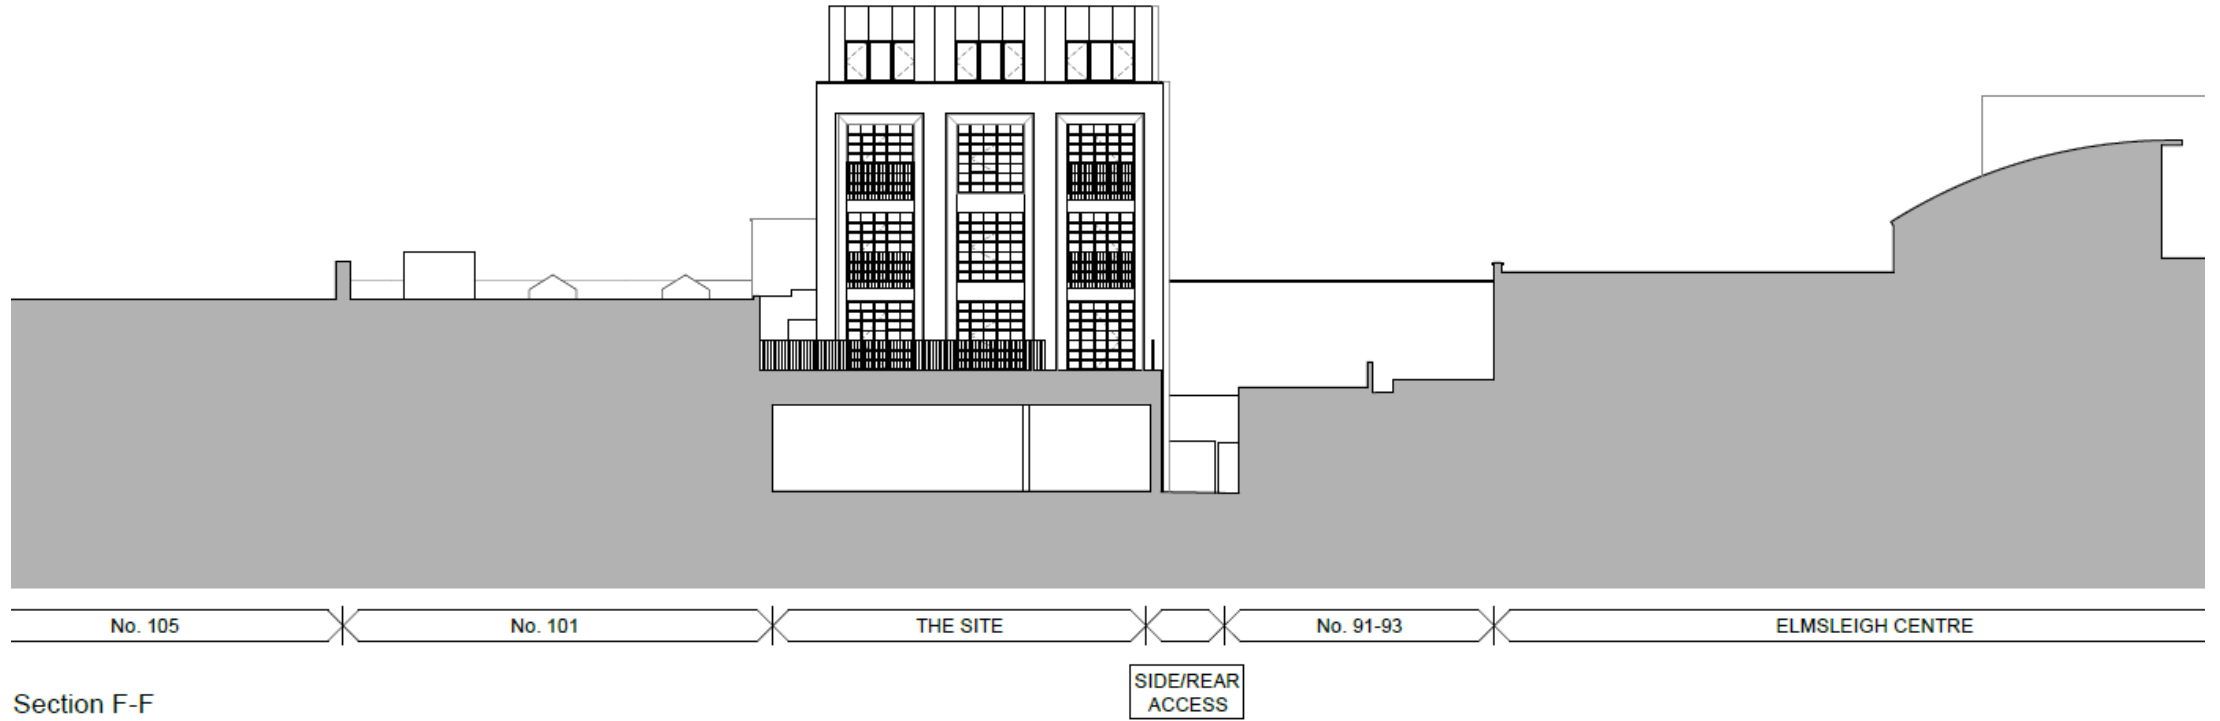 No. 105
No. 101
THE SITE
No. 91-93
ELMSLEIGH CENTRE
SIDE/REAR
ACCESS
Section F-F